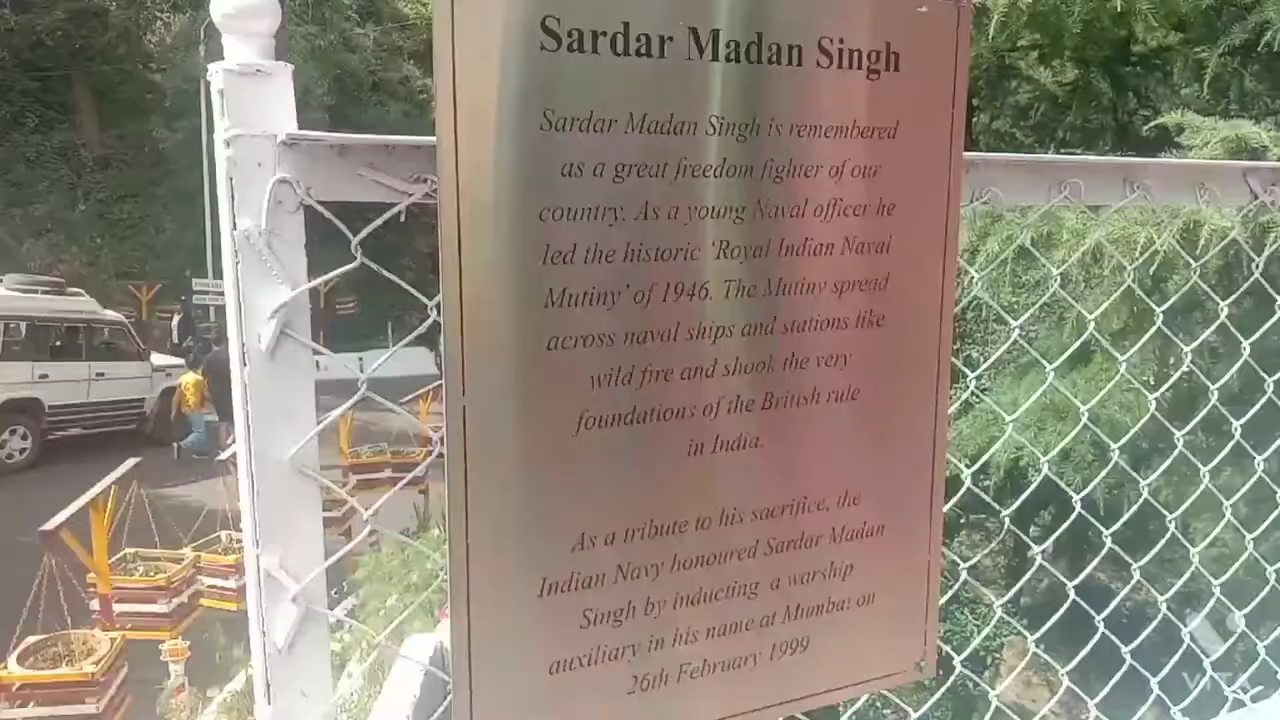 Sardar Madan Singh
Sardar Madan Singh is remembered
as a great freedom fighter of our
country. As a young Naval officer he
led the historic 'Royal Indian Naval
Mutiny' of 1946. The Mutiny spread
across naval ships and stations like
wild fire and shook the very
foundations of the British rule
in India.
As a tribute to his sacrifice, the
Indian Navy honoured Sardar Madan
Singh by inducting a warship
auxiliary in his name at Mumbai on
26th February 1999
VITA